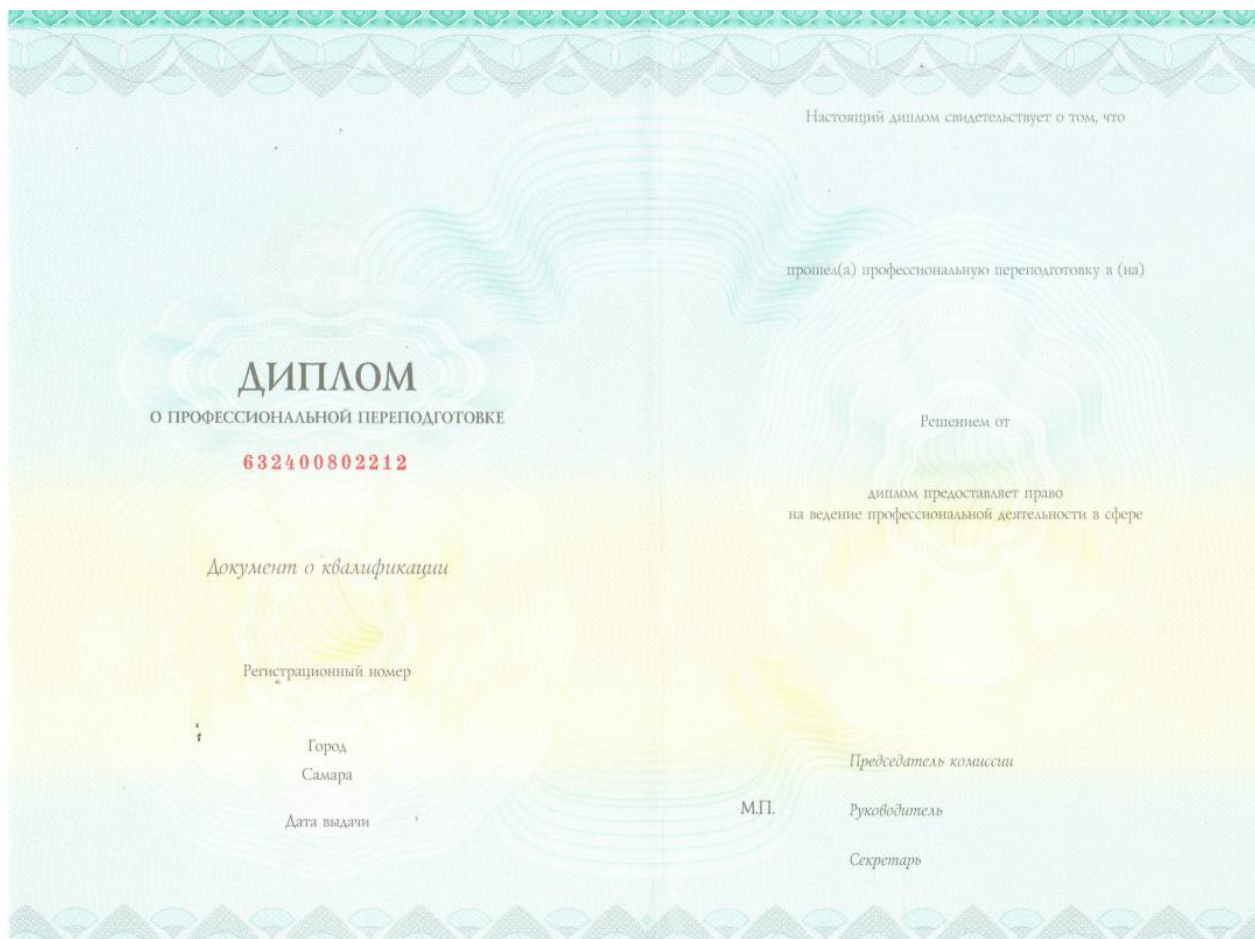 ДИПЛОМ
О ПРОФЕССИОНАЛЬНОЙ ПЕРЕПОДГОТОВКЕ
632400802212
Документ о квалификации
Регистрационный номер
Город
Самара
Дата выдачи
Настоящий диплом свидетельствует о том, что
прошел(а) профессиональную переподготовку в (на)
Решением от
диплом предоставляет право
на ведение профессиональной деятельности в сфере
М.П.
Председатель комиссии
Руководитель
Секретарь